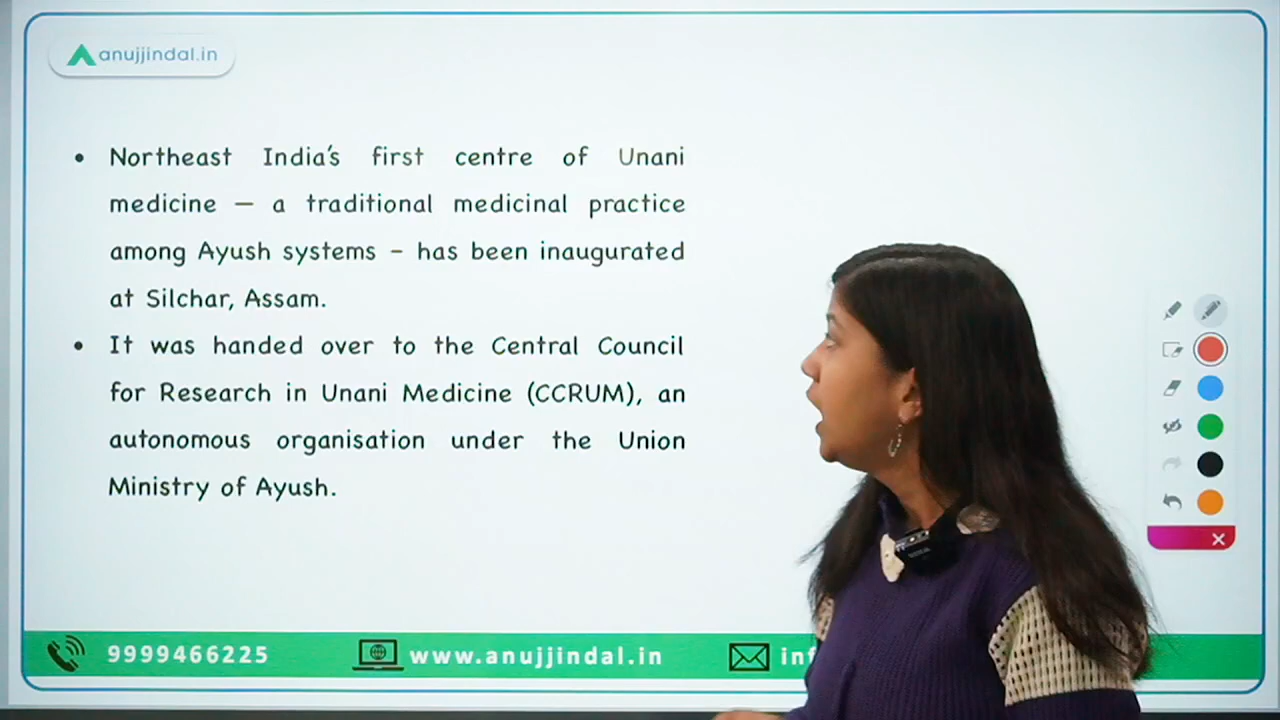 anujjindal.in
Northeast India's first centre of Unani
medicine – a traditional medicinal practice
among Ayush systems – has been inaugurated
at Silchar, Assam.
It was handed over to the Central Council
for Research in Unani Medicine (CCRUM), an
autonomous organisation under the Union
Ministry of Ayush.
9999466225 www.anujjindal.in